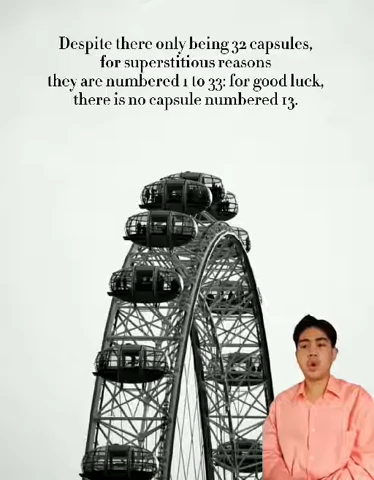 Despite there only being 32 capsules,
for superstitious reasons
they are numbered 1 to 33: for good luck,
there is no capsule numbered 13.